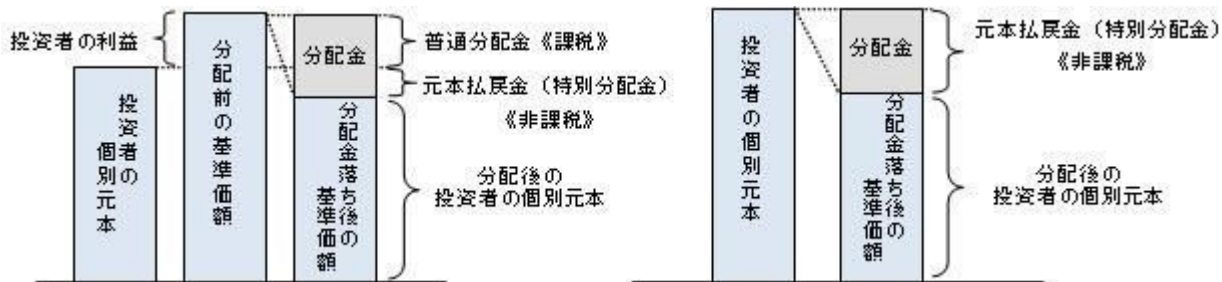 投資者の利益
投資者の
個別元本
分配前の基準価額
分配金
普通分配金《課税》
元本払戻金（特別分配金）
《非課税》
分配金落ち後の
基準価額
分配後の
投資者の個別元本
投資者の個別元本
分配金
元本払戻金（特別分配金）
《非課税》
分配金落ち後の
基準価額
分配後の
投資者の個別元本